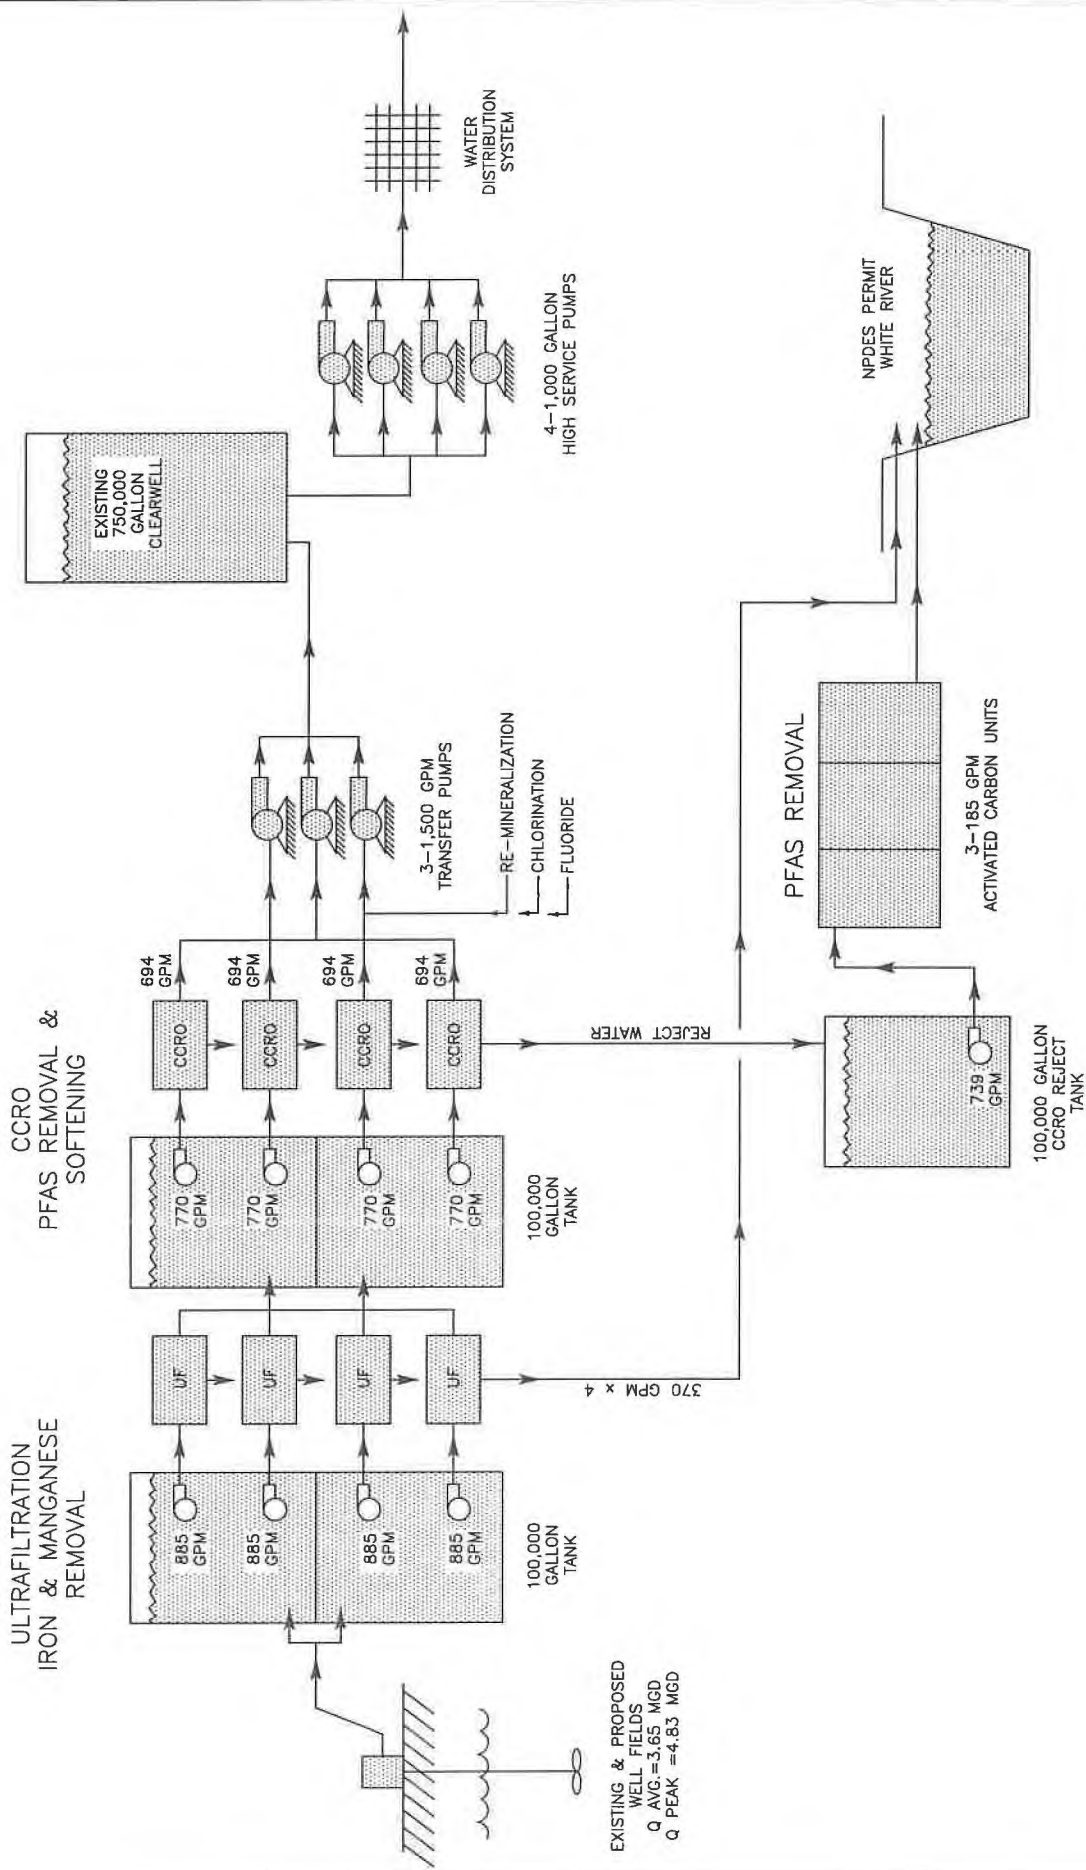 ULTRAFILTRATION
IRON & MANGANESE
REMOVAL
CCRO
PFAS REMOVAL &
SOFTENING
EXISTING & PROPOSED
WELL FIELDS
Q AVG.=3.65 MGD
Q PEAK =4.83 MGD
885
GPM
885
GPM
885
GPM
885
GPM
100,000
GALLON
TANK
UF
UF
UF
UF
370 GPM x 4
770
GPM
770
GPM
770
GPM
770
GPM
100,000
GALLON
TANK
CCRO
CCRO
CCRO
CCRO
694
GPM
694
GPM
694
GPM
694
GPM
REJECT WATER
RE-MINERALIZATION
CHLORINATION
FLUORIDE
3-1,500 GPM
TRANSFER PUMPS
EXISTING
750,000
GALLON
CLEARWELL
4-1,000 GALLON
HIGH SERVICE PUMPS
WATER
DISTRIBUTION
SYSTEM
739
GPM
100,000 GALLON
CCRO REJECT
TANK
PFAS REMOVAL
3-185 GPM
ACTIVATED CARBON UNITS
NPDES PERMIT
WHITE RIVER